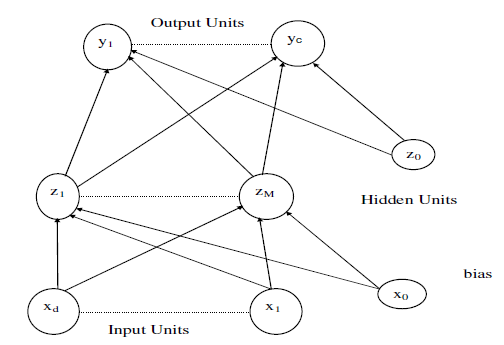 Output Units
y1
yc
z0
z1
zM
Hidden Units
bias
x0
xd
x1
Input Units